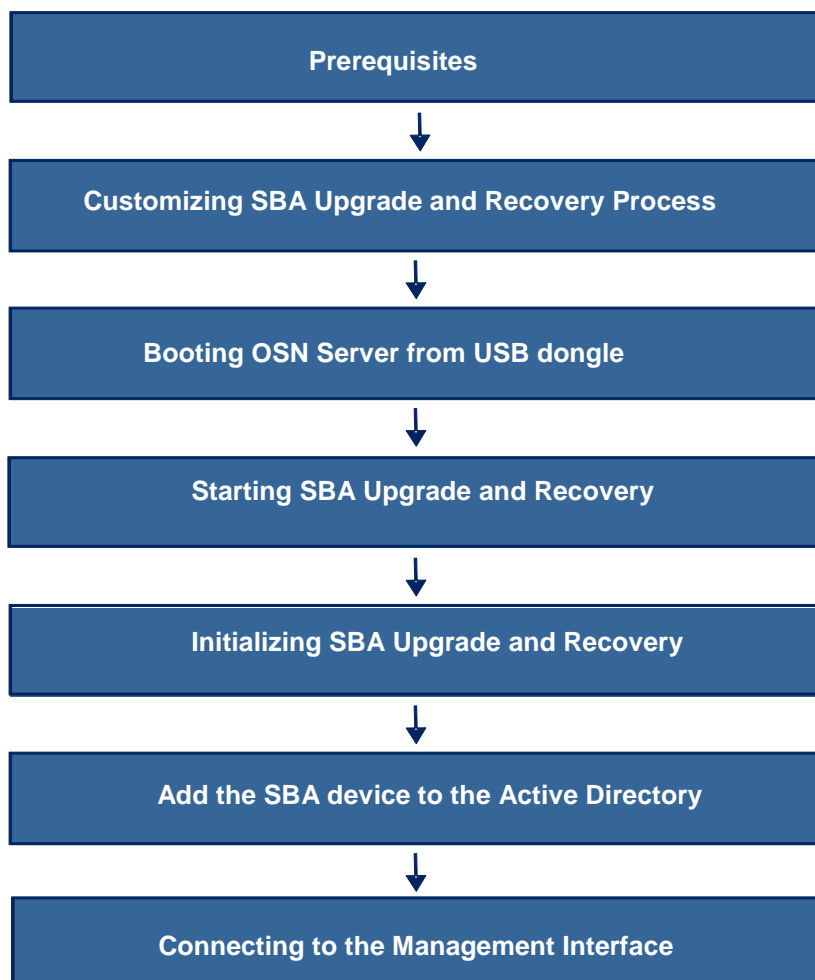 Prerequisites
Customizing SBA Upgrade and Recovery Process
Booting OSN Server from USB dongle
Starting SBA Upgrade and Recovery
Initializing SBA Upgrade and Recovery
Add the SBA device to the Active Directory
Connecting to the Management Interface